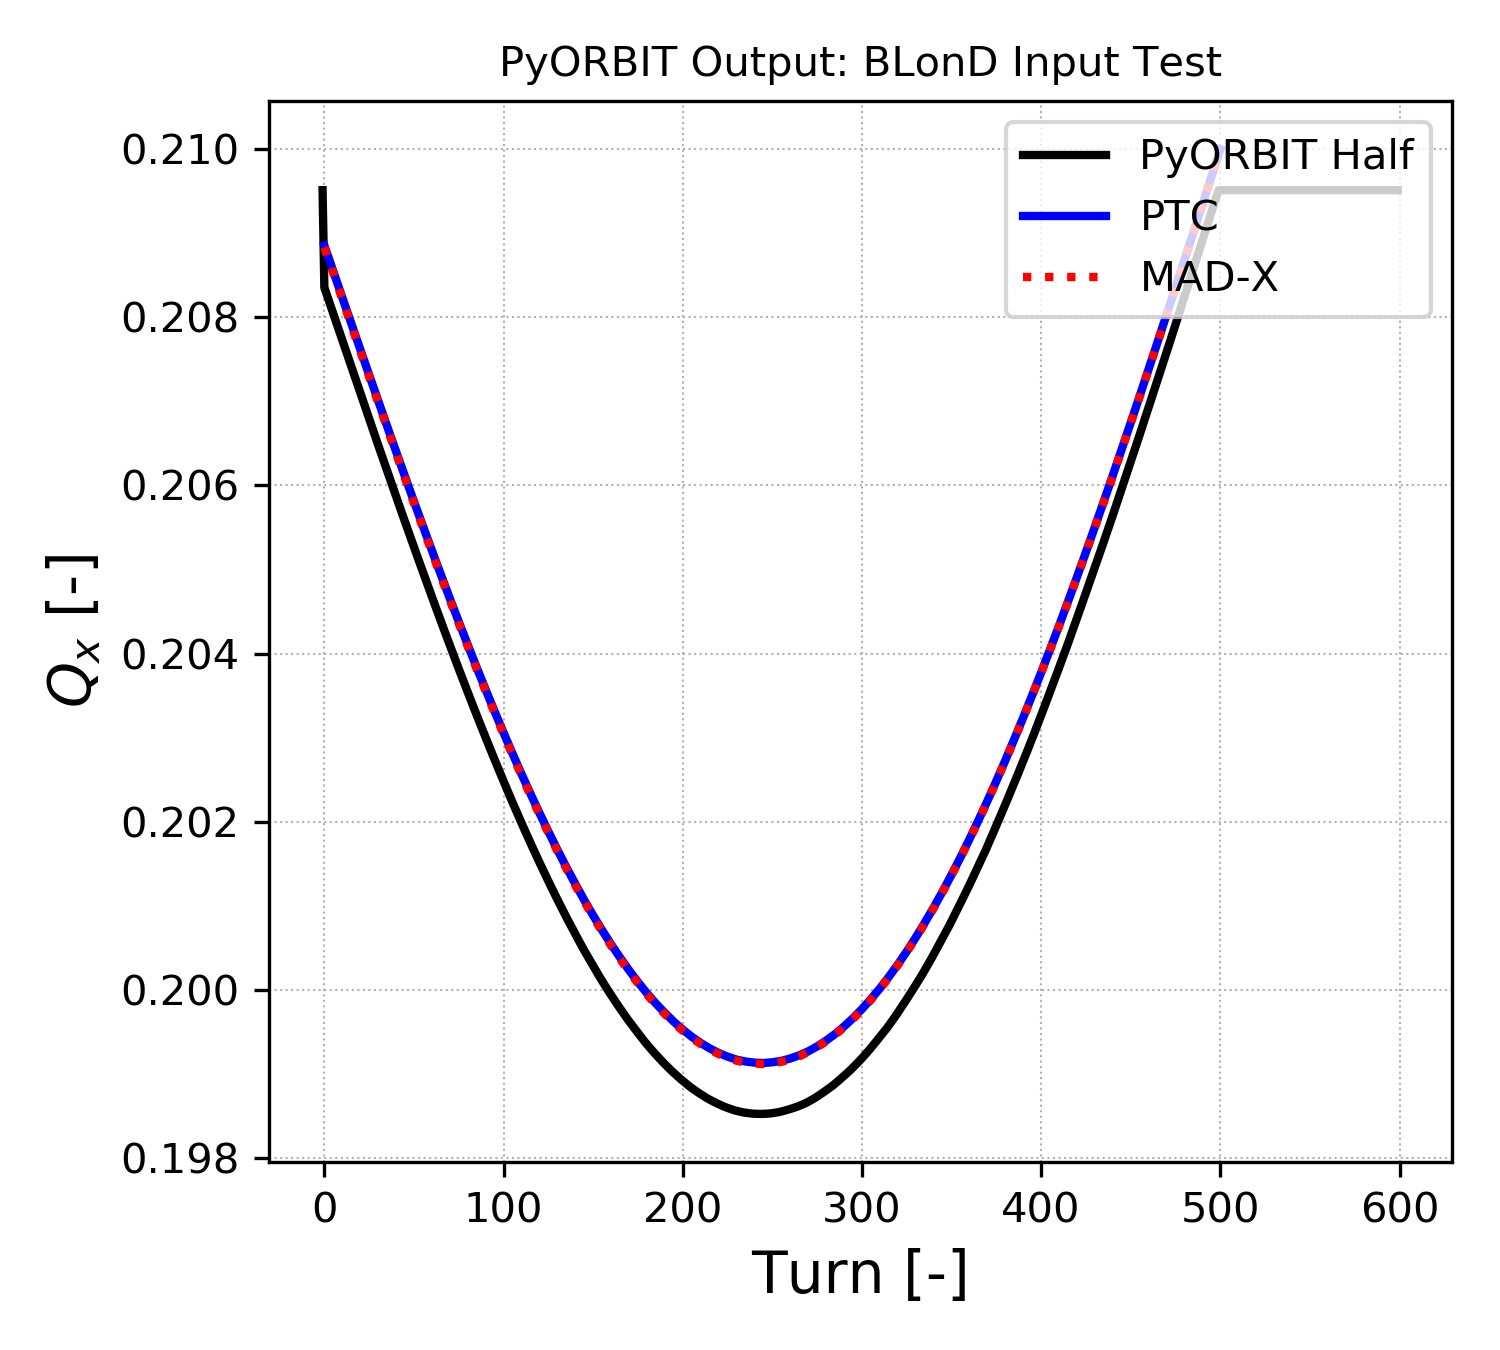 PyORBIT Output: BLonD Input Test
PyORBIT Half
PTC
MAD-X
0.210
0.208
0.206
0.204
0.202
0.200
0.198
Qx [-]
0 100 200 300 400 500 600
Turn [-]